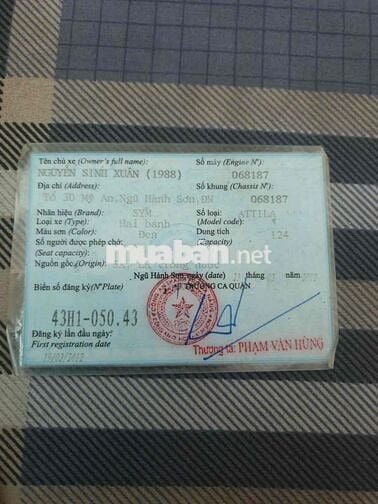 Tên chủ xe (Owner's full name): Số máy (Engine Nº)
NGUYỄN SINH XUÂN (1988) 068187
Địa chỉ (Address): Số khung (Chassis Nº)
Tổ 3D Mỹ An, Ngũ Hành Sơn, ĐN 068187
Nhãn hiệu (Brand): SYM Số loại: ATTILA
Loại xe (Type): Hai bánh (Model code):
Màu sơn (Color): Đen Dung tích 124
Số người được phép chở: (Capacity)
(Seat capacity)
Nguồn gốc (Origin)
muaban.net
Ngũ Hành Sơn, ngày (date) tháng năm
Biển số đăng ký (Nº Plate) TRƯỞNG CA QUẬN
43H1-050.43
Đăng ký lần đầu ngày:
First registration date
Thượng tá: PHẠM VĂN HÙNG